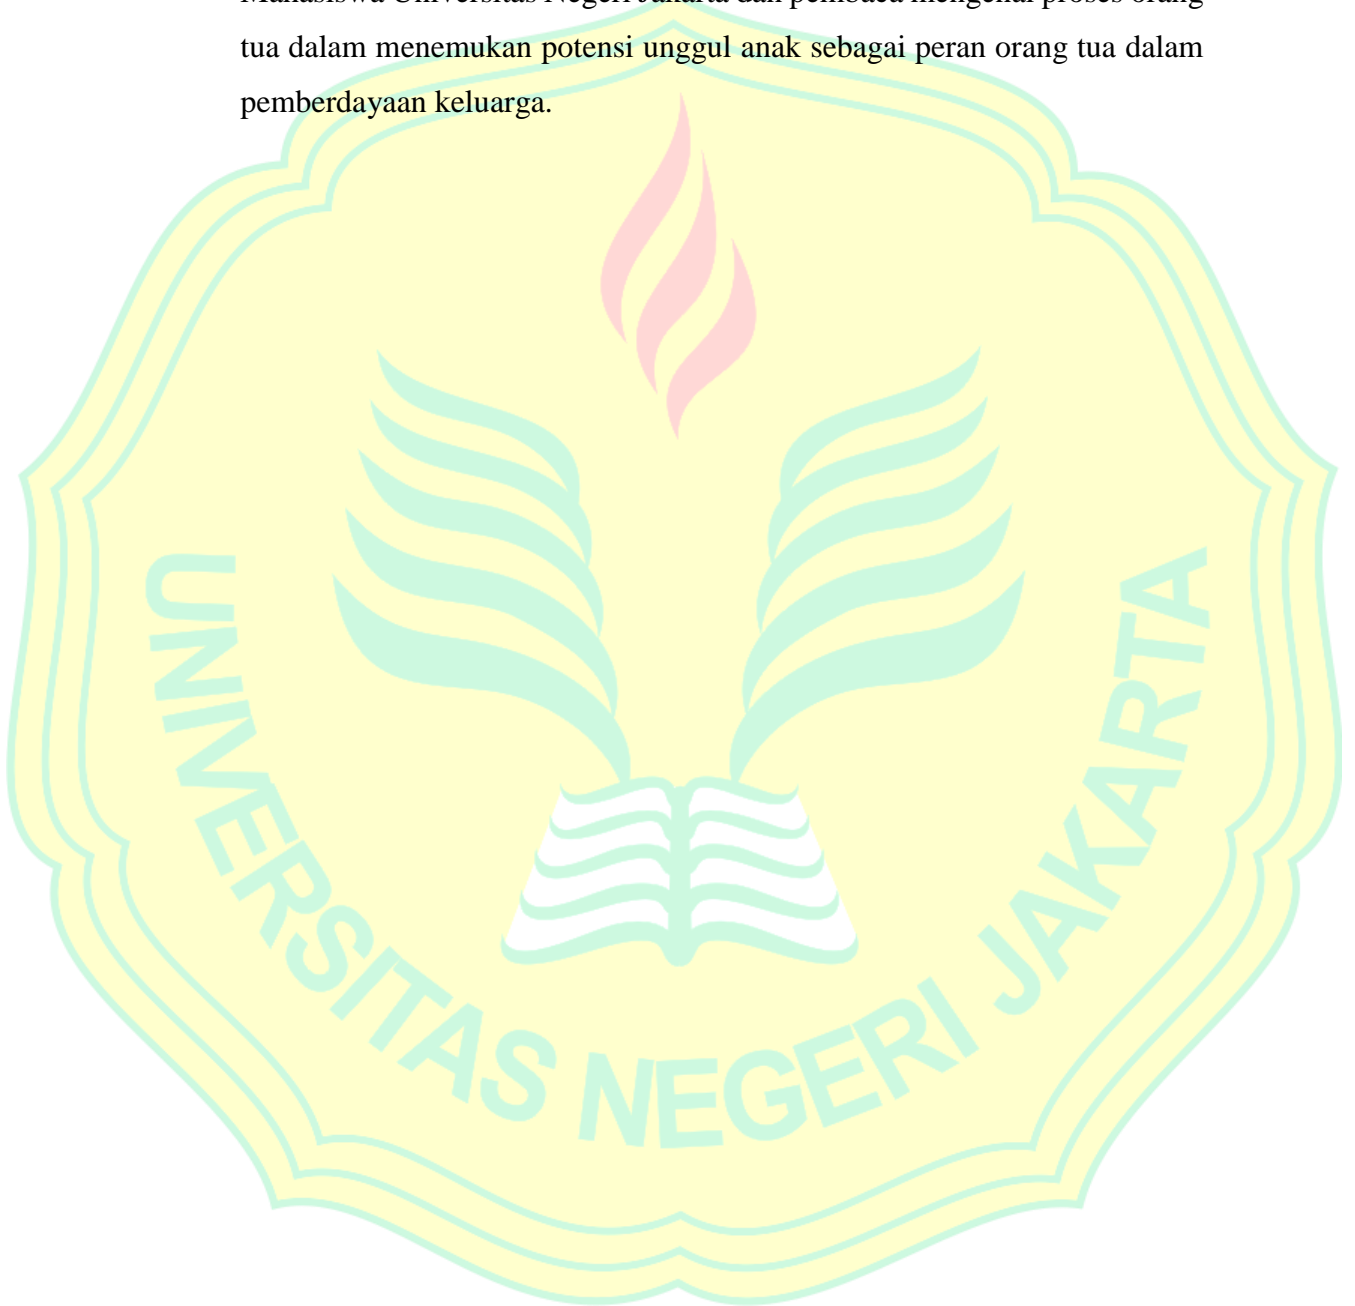 Mahasiswa Universitas Negeri Jakarta dan pembaca mengenai proses orang
tua dalam menemukan potensi unggul anak sebagai peran orang tua dalam
pemberdayaan keluarga.
UNIVERSITAS NEGERI JAKARTA